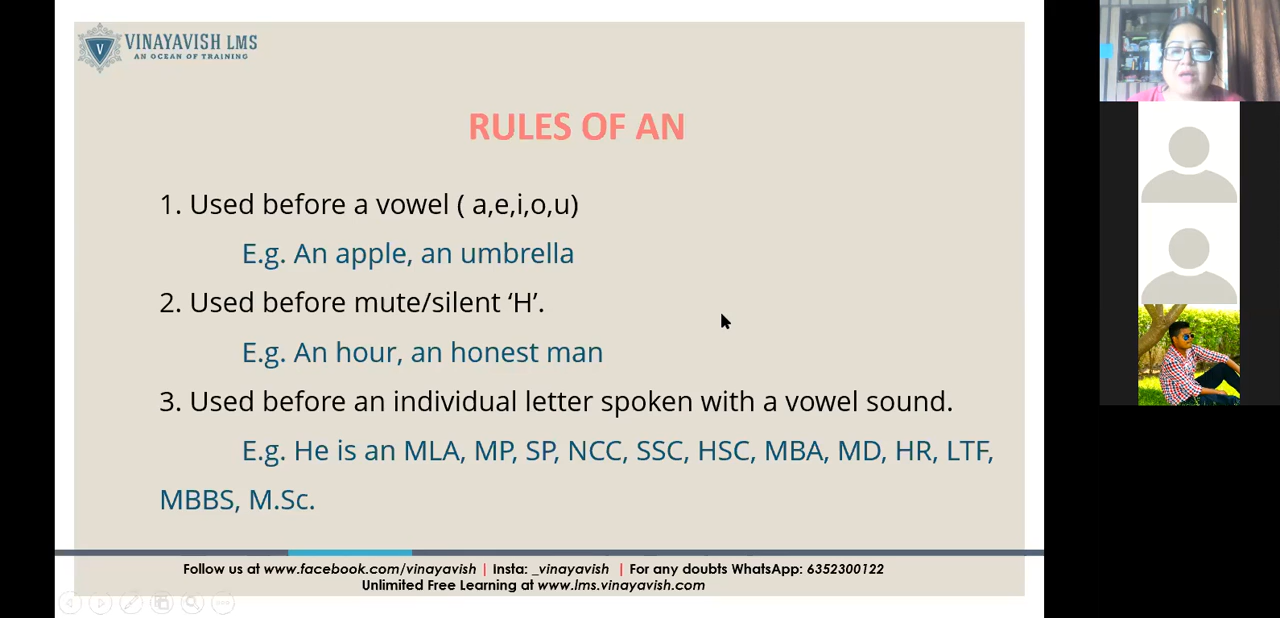 VINAYAVISH LMS
AN OCEAN OF TRAINING
RULES OF AN
1. Used before a vowel ( a,e,i,o,u)
E.g. An apple, an umbrella
2. Used before mute/silent ‘H’.
E.g. An hour, an honest man
3. Used before an individual letter spoken with a vowel sound.
E.g. He is an MLA, MP, SP, NCC, SSC, HSC, MBA, MD, HR, LTF,
MBBS, M.Sc.
Follow us at www.facebook.com/vinayavish | Insta: _vinayavish | For any doubts WhatsApp: 6352300122
Unlimited Free Learning at www.lms.vinayavish.com